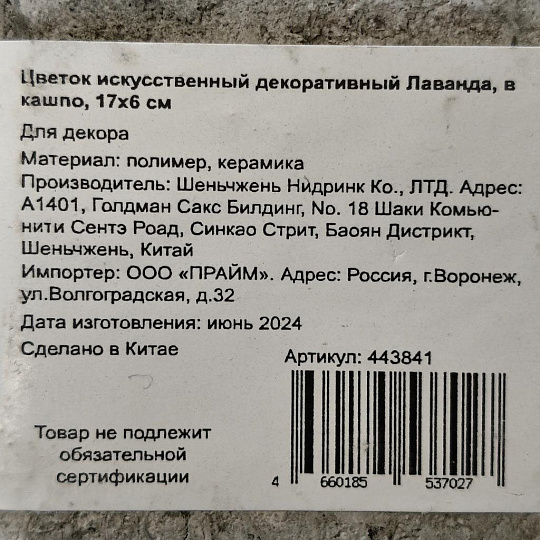 Цветок искусственный декоративный Лаванда, в
кашпо, 17х6 см
Для декора
Материал: полимер, керамика
Производитель: Шеньчжень Нидринк Ко., ЛТД. Адрес:
А1401, Голдман Сакс Билдинг, No. 18 Шаки Комью-
нити Сентэ Роад, Синкао Стрит, Баоян Дистрикт,
Шеньчжень, Китай
Импортер: ООО «ПРАЙМ». Адрес: Россия, г.Воронеж,
ул.Волгоградская, д.32
Дата изготовления: июнь 2024
Сделано в Китае
Артикул: 443841
Товар не подлежит
обязательной
сертификации
4 660185 537027